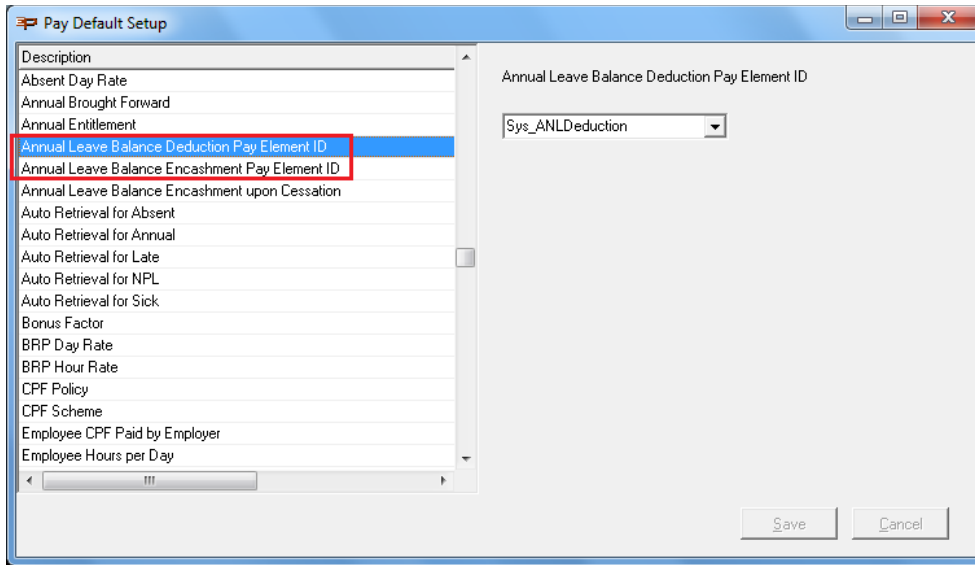 Pay Default Setup
Description
Absent Day Rate
Annual Brought Forward
Annual Entitlement
Annual Leave Balance Deduction Pay Element ID
Annual Leave Balance Encashment Pay Element ID
Annual Leave Balance Encashment upon Cessation
Auto Retrieval for Absent
Auto Retrieval for Annual
Auto Retrieval for Late
Auto Retrieval for NPL
Auto Retrieval for Sick
Bonus Factor
BRP Day Rate
BRP Hour Rate
CPF Policy
CPF Scheme
Employee CPF Paid by Employer
Employee Hours per Day
Annual Leave Balance Deduction Pay Element ID
Sys_ANLDeduction
Save Cancel